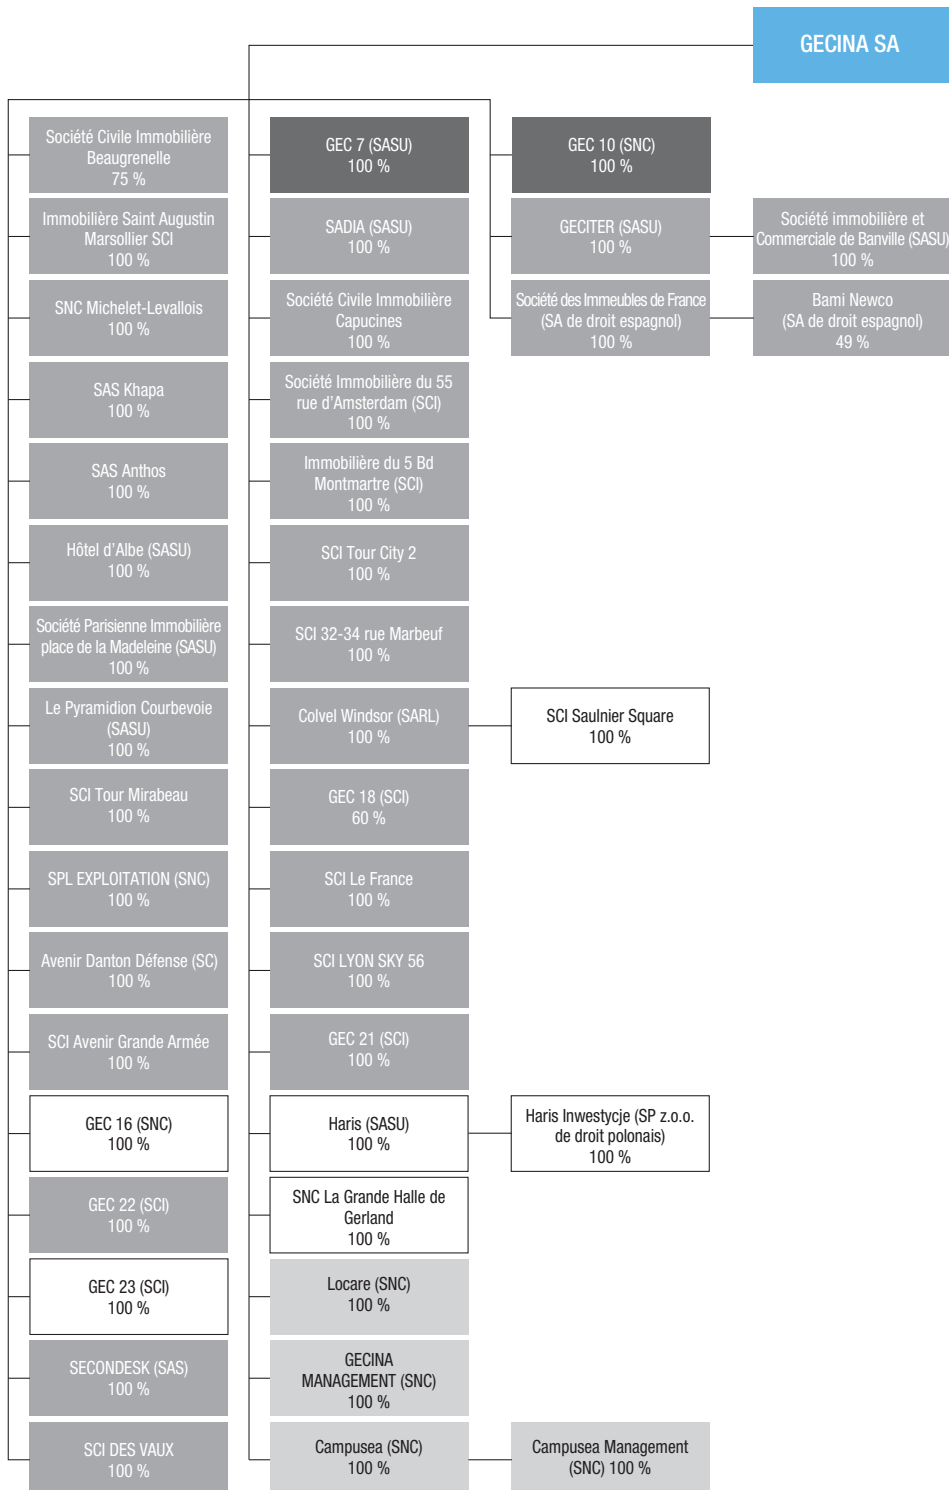 GECINA SA
Société Civile Immobilière
Beaugrenelle
75 %
GEC 7 (SASU)
100 %
GEC 10 (SNC)
100 %
Immobilière Saint Augustin
Marsollier SCI
100 %
SADIA (SASU)
100 %
GECITER (SASU)
100 %
Société immobilière et
Commerciale de Banville (SASU)
100 %
SNC Michelet-Levallois
100 %
Société Civile Immobilière
Capucines
100 %
Société des Immeubles de France
(SA de droit espagnol)
100 %
Bami Newco
(SA de droit espagnol)
49 %
SAS Khapa
100 %
Société Immobilière du 55
rue d'Amsterdam (SCI)
100 %
SAS Anthos
100 %
Immobilière du 5 Bd
Montmartre (SCI)
100 %
Hôtel d'Albe (SASU)
100 %
SCI Tour City 2
100 %
Société Parisienne Immobilière
place de la Madeleine (SASU)
100 %
SCI 32-34 rue Marbeuf
100 %
Le Pyramidion Courbevoie
(SASU)
100 %
Colvel Windsor (SARL)
100 %
SCI Saulnier Square
100 %
SCI Tour Mirabeau
100 %
GEC 18 (SCI)
60 %
SPL EXPLOITATION (SNC)
100 %
SCI Le France
100 %
Avenir Danton Défense (SC)
100 %
SCI LYON SKY 56
100 %
SCI Avenir Grande Armée
100 %
GEC 21 (SCI)
100 %
GEC 16 (SNC)
100 %
Haris (SASU)
100 %
Haris Inwestycje (SP z.o.o.
de droit polonais)
100 %
GEC 22 (SCI)
100 %
SNC La Grande Halle de
Gerland
100 %
GEC 23 (SCI)
100 %
Locare (SNC)
100 %
SECONDESK (SAS)
100 %
GECINA
MANAGEMENT (SNC)
100 %
SCI DES VAUX
100 %
Campusea (SNC)
100 %
Campusea Management
(SNC) 100 %